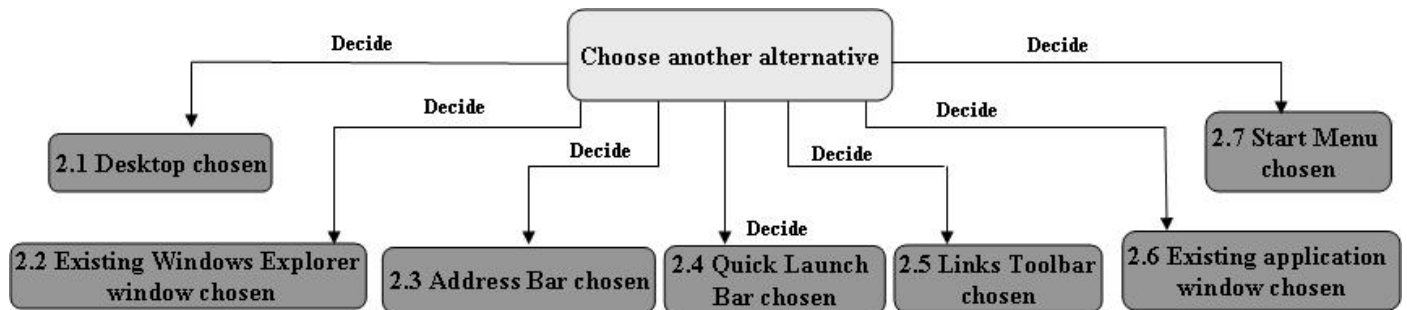 Decide
Choose another alternative
Decide
Decide
Decide
2.1 Desktop chosen
Decide
Decide
2.7 Start Menu
chosen
Decide
2.2 Existing Windows Explorer
window chosen
2.3 Address Bar chosen
2.4 Quick Launch
Bar chosen
2.5 Links Toolbar
chosen
2.6 Existing application
window chosen